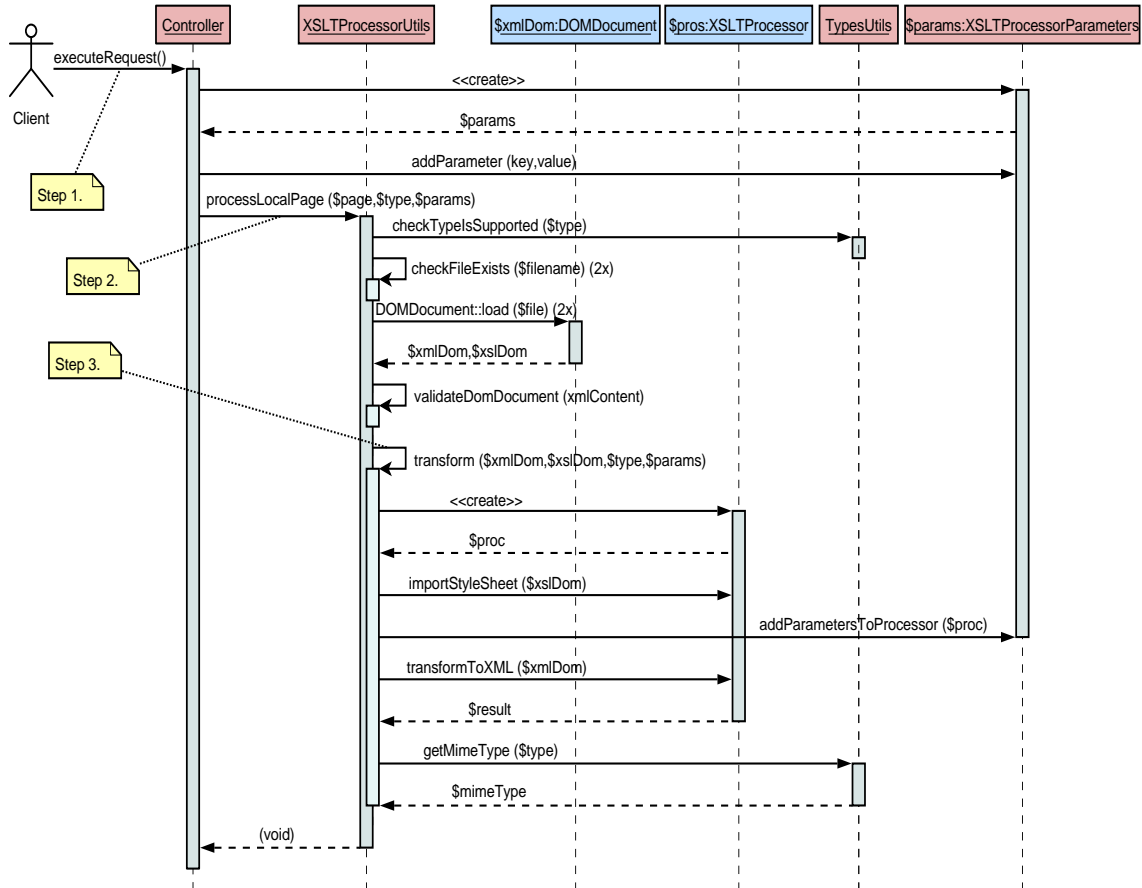 Controller
XSLTProcessorUtils
$xmlDom:DOMDocument
$pros:XSLTProcessor
TypesUtils
$params:XSLTProcessorParameters
executeRequest()
Client
<<create>>
$params
addParameter (key,value)
Step 1.
processLocalPage ($page,$type,$params)
checkTypeIsSupported ($type)
Step 2.
checkFileExists ($filename) (2x)
DOMDocument::load ($file) (2x)
$xmlDom,$xslDom
Step 3.
validateDomDocument (xmlContent)
transform ($xmlDom,$xslDom,$type,$params)
<<create>>
$proc
importStyleSheet ($xslDom)
addParametersToProcessor ($proc)
transformToXML ($xmlDom)
$result
getMimeType ($type)
$mimeType
(void)